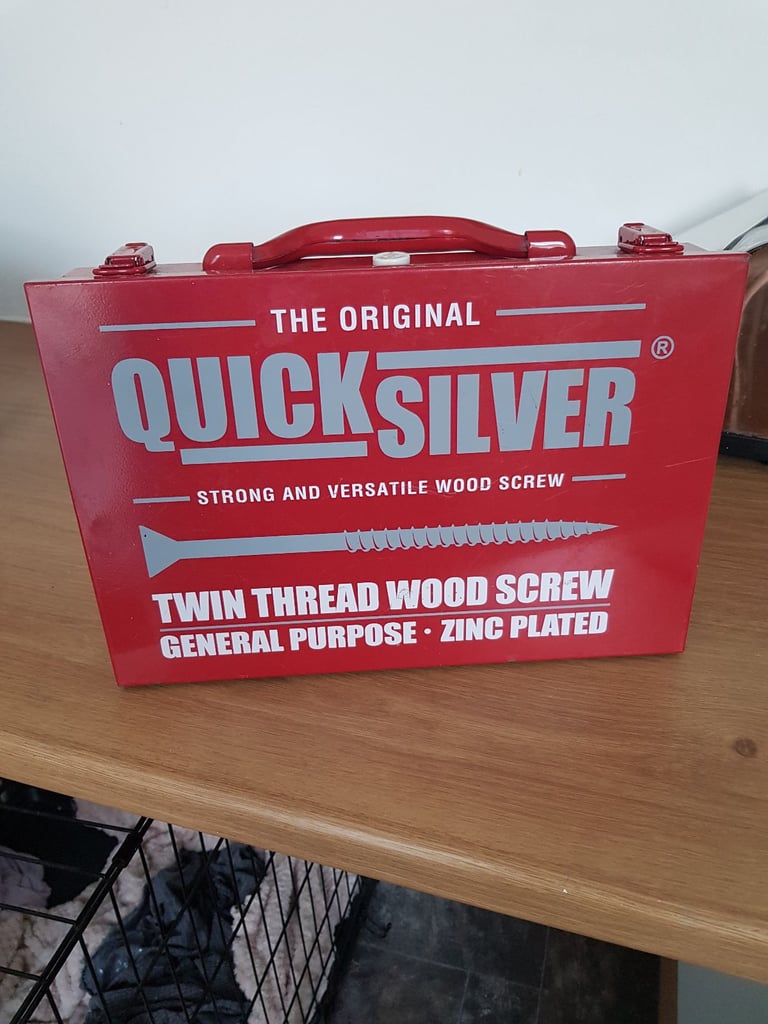 THE ORIGINAL
QUICKSILVER®
STRONG AND VERSATILE WOOD SCREW
TWIN THREAD WOOD SCREW
GENERAL PURPOSE • ZINC PLATED